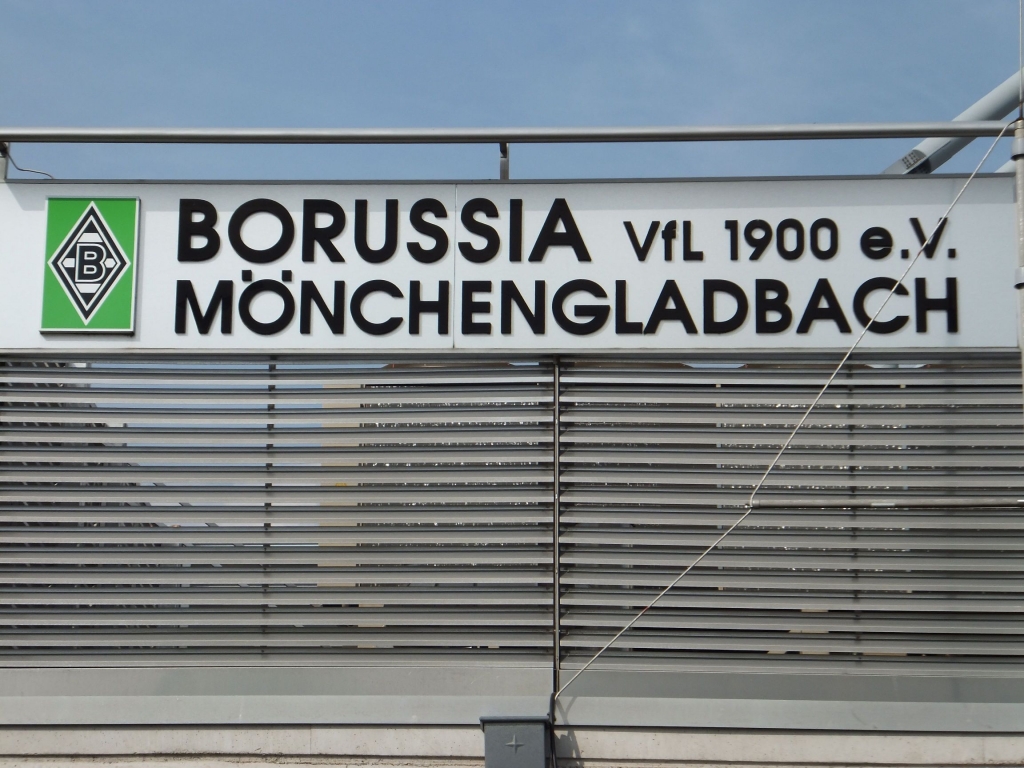 B
BORUSSIA VfL 1900 e.V.
MÖNCHENGLADBACH